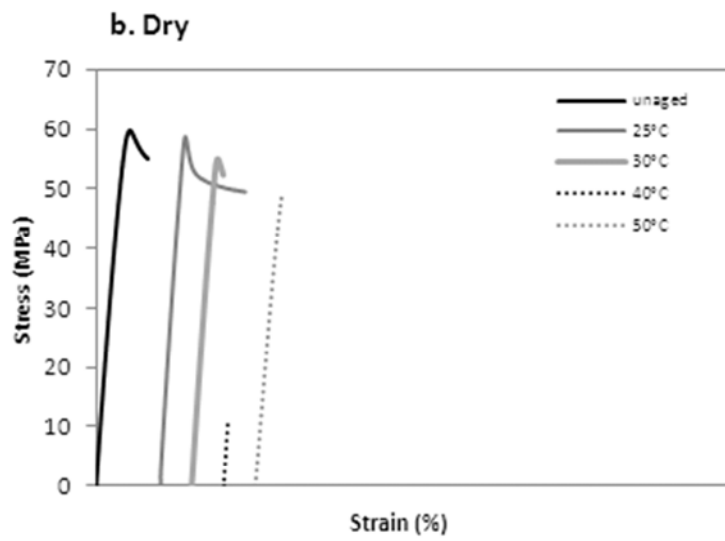 b. Dry
70
60
50
40
30
20
10
0
Stress (MPa)
Strain (%)
unaged
25°C
30°C
40°C
50°C